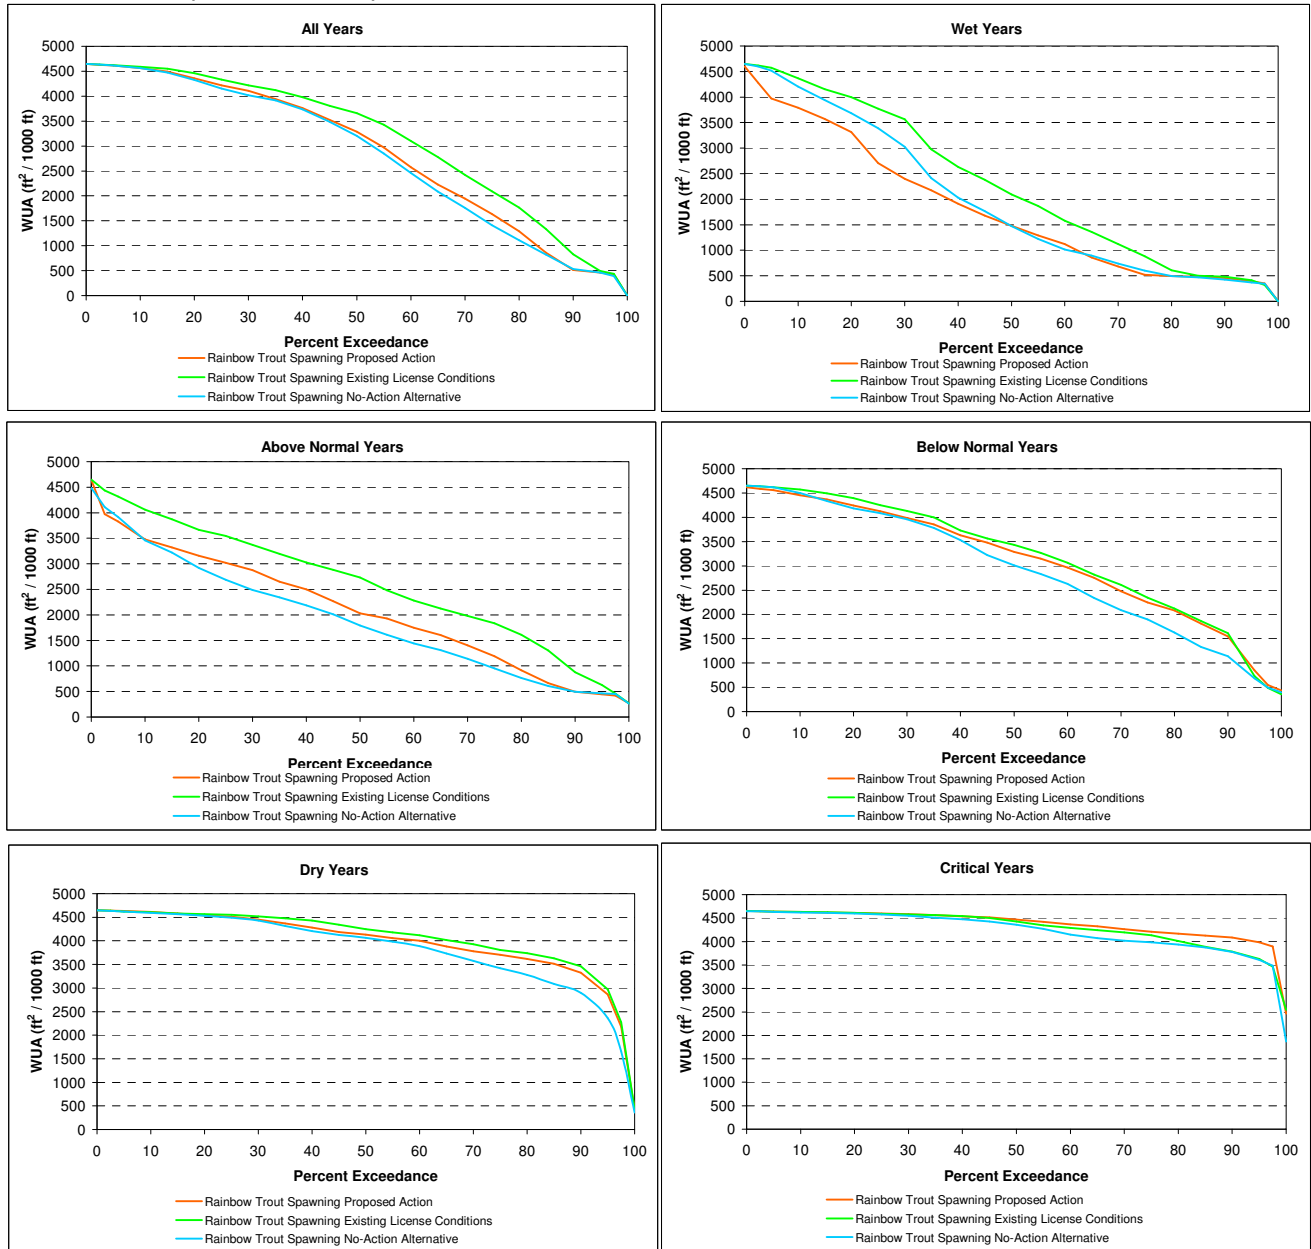 All Years
5000
4500
4000
3500
3000
2500
2000
1500
1000
500
0
WUA (ft² / 1000 ft)
0 10 20 30 40 50 60 70 80 90 100
Percent Exceedance
Rainbow Trout Spawning Proposed Action
Rainbow Trout Spawning Existing License Conditions
Rainbow Trout Spawning No-Action Alternative
Wet Years
5000
4500
4000
3500
3000
2500
2000
1500
1000
500
0
WUA (ft² / 1000 ft)
0 10 20 30 40 50 60 70 80 90 100
Percent Exceedance
Rainbow Trout Spawning Proposed Action
Rainbow Trout Spawning Existing License Conditions
Rainbow Trout Spawning No-Action Alternative
Above Normal Years
5000
4500
4000
3500
3000
2500
2000
1500
1000
500
0
WUA (ft² / 1000 ft)
0 10 20 30 40 50 60 70 80 90 100
Percent Exceedance
Rainbow Trout Spawning Proposed Action
Rainbow Trout Spawning Existing License Conditions
Rainbow Trout Spawning No-Action Alternative
Below Normal Years
5000
4500
4000
3500
3000
2500
2000
1500
1000
500
0
WUA (ft² / 1000 ft)
0 10 20 30 40 50 60 70 80 90 100
Percent Exceedance
Rainbow Trout Spawning Proposed Action
Rainbow Trout Spawning Existing License Conditions
Rainbow Trout Spawning No-Action Alternative
Dry Years
5000
4500
4000
3500
3000
2500
2000
1500
1000
500
0
WUA (ft² / 1000 ft)
0 10 20 30 40 50 60 70 80 90 100
Percent Exceedance
Rainbow Trout Spawning Proposed Action
Rainbow Trout Spawning Existing License Conditions
Rainbow Trout Spawning No-Action Alternative
Critical Years
5000
4500
4000
3500
3000
2500
2000
1500
1000
500
0
WUA (ft² / 1000 ft)
0 10 20 30 40 50 60 70 80 90 100
Percent Exceedance
Rainbow Trout Spawning Proposed Action
Rainbow Trout Spawning Existing License Conditions
Rainbow Trout Spawning No-Action Alternative